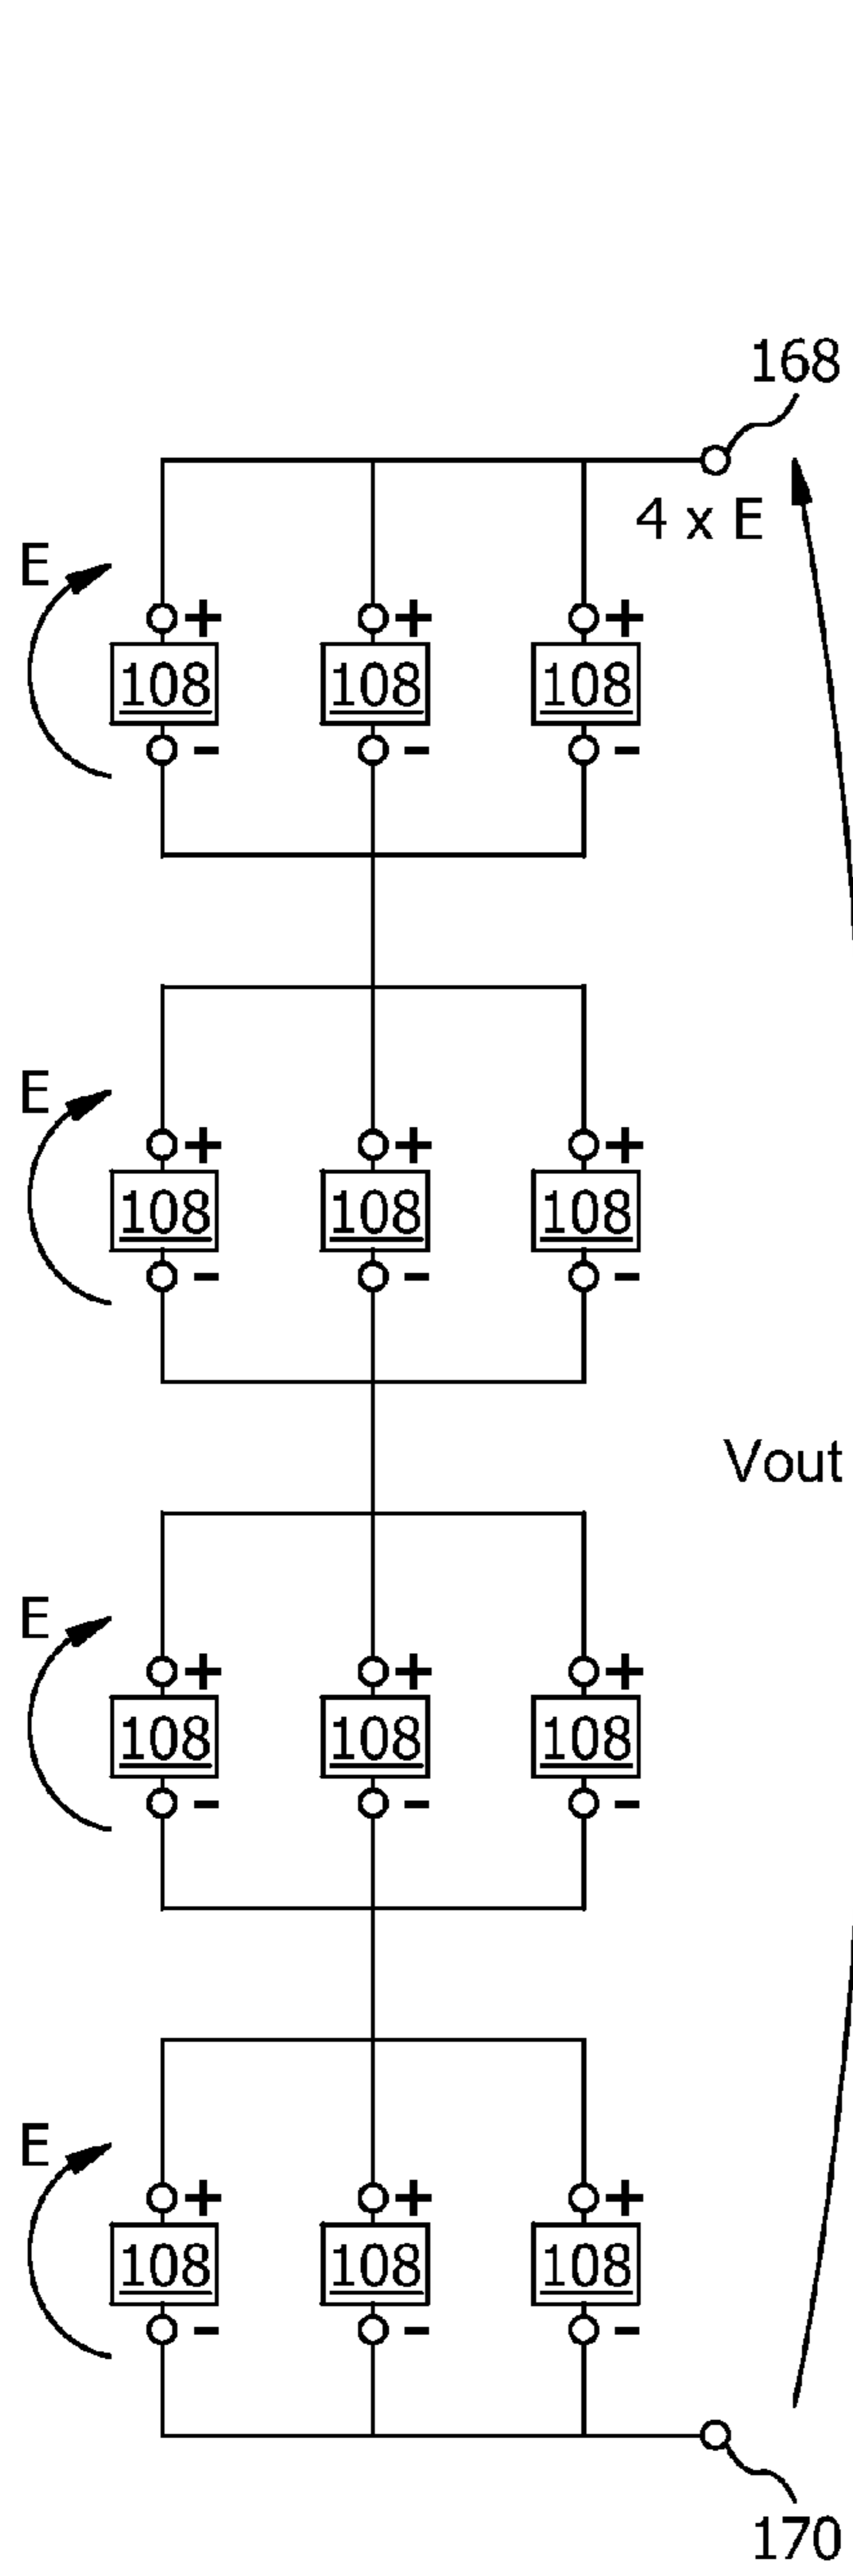 168
4 x E
E
+ + +
108 108 108
- - -
E
+ + +
108 108 108
- - -
Vout
E
+ + +
108 108 108
- - -
E
+ + +
108 108 108
- - -
170